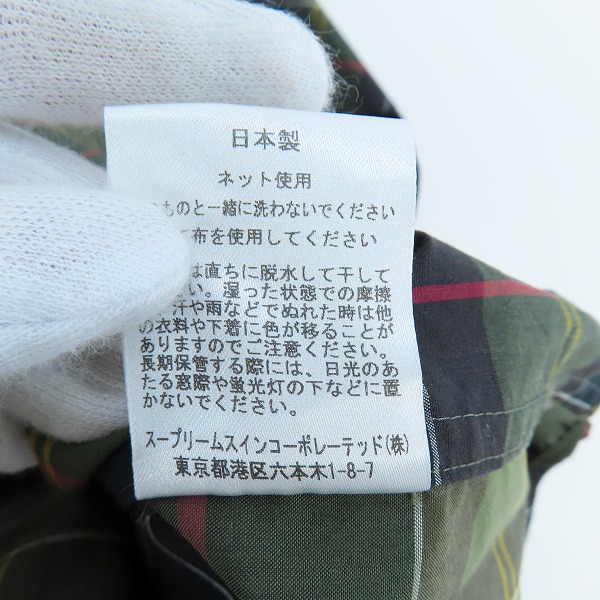 日本製
ネット使用
ものと一緒に洗わないでください
布を使用してください
は直ちに脱水して干して
い。湿った状態での摩擦
汗や雨などでぬれた時は他
の衣料や下着に色が移ることが
ありますのでご注意ください。
長期保管する際には、日光のあ
たる窓際や蛍光灯の下などに置
かないでください。
スープリームスインコーポレーテッド(株)
東京都港区六本木1-8-7